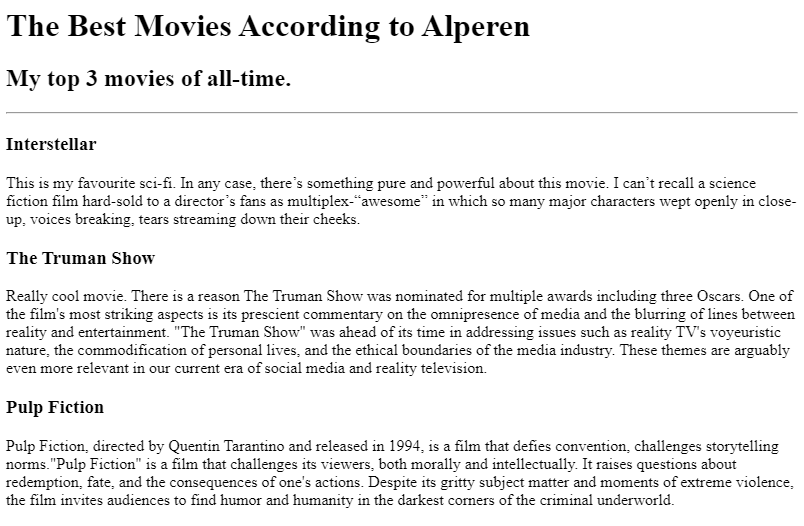 The Best Movies According to Alperen
My top 3 movies of all-time.
Interstellar
This is my favourite sci-fi. In any case, there’s something pure and powerful about this movie. I can’t recall a science
fiction film hard-sold to a director’s fans as multiplex-“awesome” in which so many major characters wept openly in close-
up, voices breaking, tears streaming down their cheeks.
The Truman Show
Really cool movie. There is a reason The Truman Show was nominated for multiple awards including three Oscars. One of
the film's most striking aspects is its prescient commentary on the omnipresence of media and the blurring of lines between
reality and entertainment. "The Truman Show" was ahead of its time in addressing issues such as reality TV's voyeuristic
nature, the commodification of personal lives, and the ethical boundaries of the media industry. These themes are arguably
even more relevant in our current era of social media and reality television.
Pulp Fiction
Pulp Fiction, directed by Quentin Tarantino and released in 1994, is a film that defies convention, challenges storytelling
norms."Pulp Fiction" is a film that challenges its viewers, both morally and intellectually. It raises questions about
redemption, fate, and the consequences of one's actions. Despite its gritty subject matter and moments of extreme violence,
the film invites audiences to find humor and humanity in the darkest corners of the criminal underworld.